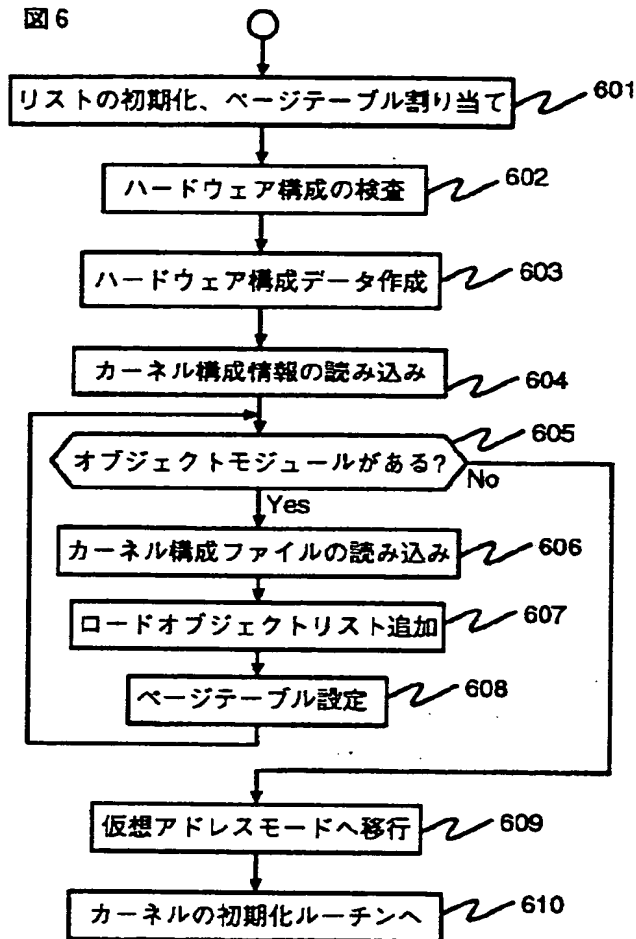 図6
リストの初期化、ページテーブル割り当て
601
ハードウェア構成の検査
602
ハードウェア構成データ作成
603
カーネル構成情報の読み込み
604
オブジェクトモジュールがある?
605
No
Yes
カーネル構成ファイルの読み込み
606
ロードオブジェクトリスト追加
607
ページテーブル設定
608
仮想アドレスモードへ移行
609
カーネルの初期化ルーチンへ
610